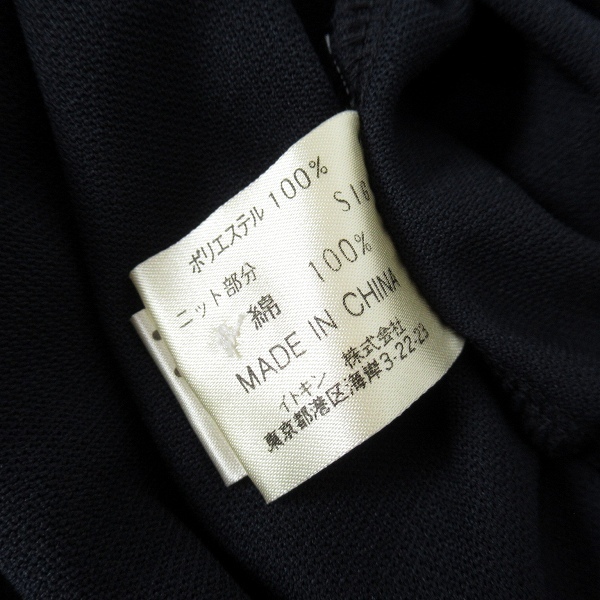 ポリエステル 100%
SIG
ニット部分
綿 100%
MADE IN CHINA
イトキン 株式会社
東京都港区海岸3-22-23